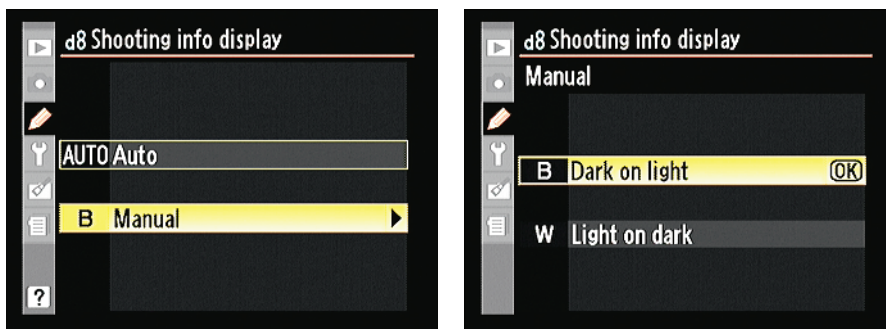 d8 Shooting info display
AUTO Auto
B Manual
?
d8 Shooting info display
Manual
B Dark on light OK
W Light on dark